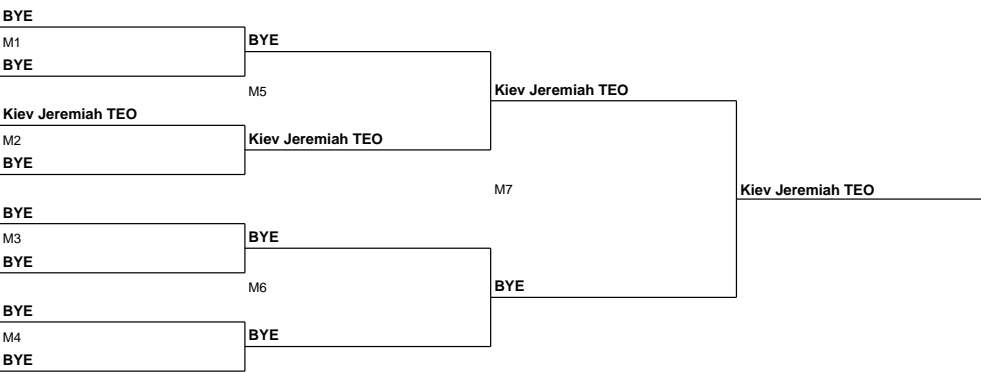 BYE
M1
BYE
BYE
M5
Kiev Jeremiah TEO
Kiev Jeremiah TEO
M2
Kiev Jeremiah TEO
BYE
M7
Kiev Jeremiah TEO
BYE
M3
BYE
BYE
M6
BYE
BYE
M4
BYE
BYE